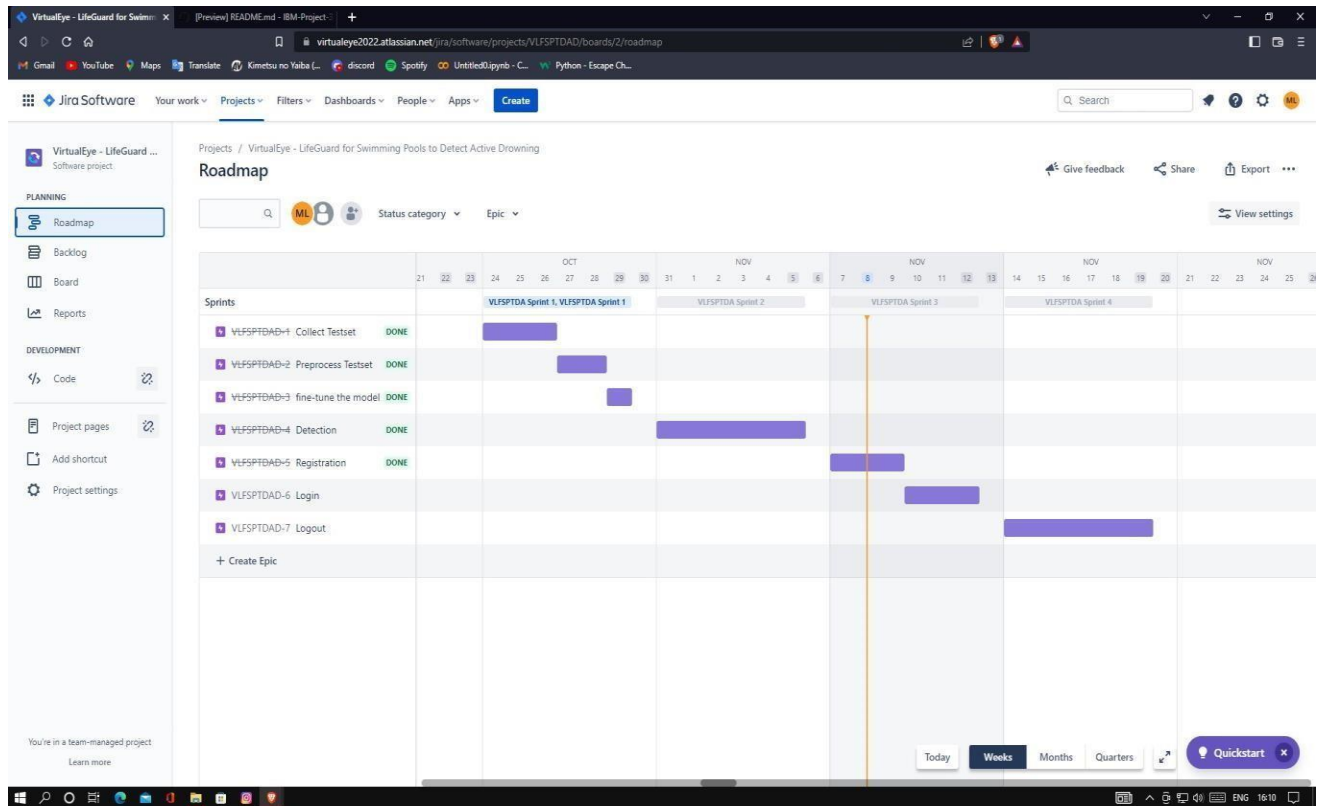 VirtualEye - LifeGuard for Swimm
[Preview] README.md - IBM-Project-
virtualeye2022.atlassian.net/jira/software/projects/VLFSPTDAD/boards/2/roadmap
Gmail YouTube Maps Translate Kimetsu no Yaiba (... discord Spotify Untitled0.ipynb - C... Python - Escape Ch...
Jira Software Your work Projects Filters Dashboards People Apps Create Search ML
VirtualEye - LifeGuard ...
Software project
PLANNING
Roadmap
Backlog
Board
Reports
DEVELOPMENT
Code
Project pages
Add shortcut
Project settings
You're in a team-managed project
Learn more
Projects / VirtualEye - LifeGuard for Swimming Pools to Detect Active Drowning
Roadmap
Give feedback Share Export
ML Status category Epic View settings
OCT NOV NOV NOV NOV
21 22 23 24 25 26 27 28 29 30 31 1 2 3 4 5 6 7 8 9 10 11 12 13 14 15 16 17 18 19 20 21 22 23 24 25
Sprints VLFSPTDA Sprint 1, VLFSPTDA Sprint 1 VLFSPTDA Sprint 2 VLFSPTDA Sprint 3 VLFSPTDA Sprint 4
VLFSPTDAD-1 Collect Testset DONE
VLFSPTDAD-2 Preprocess Testset DONE
VLFSPTDAD-3 fine-tune the model DONE
VLFSPTDAD-4 Detection DONE
VLFSPTDAD-5 Registration DONE
VLFSPTDAD-6 Login
VLFSPTDAD-7 Logout
+ Create Epic
Today Weeks Months Quarters Quickstart
ENG 16:10